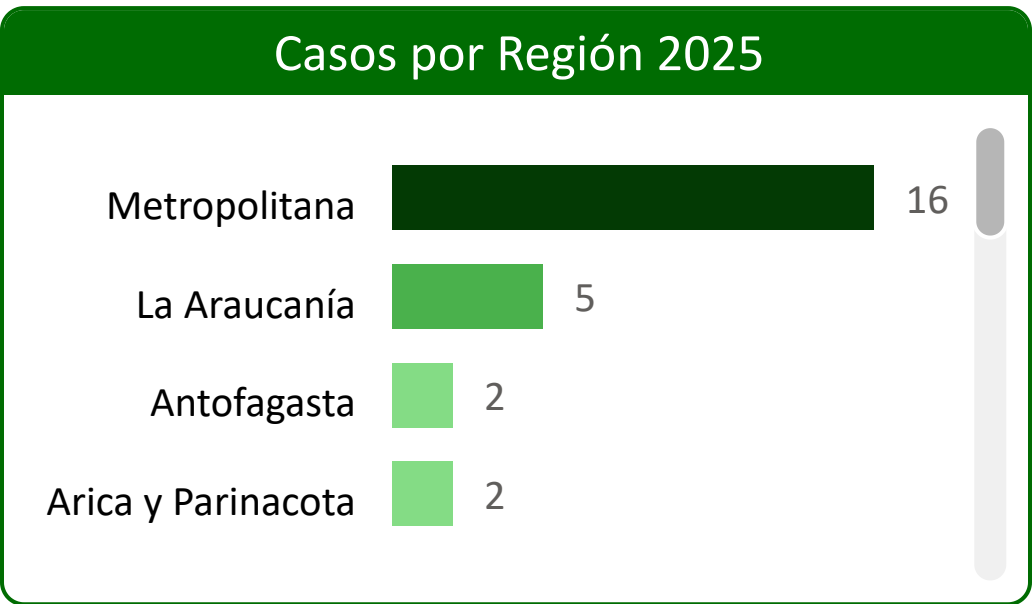 Casos por Región 2025
Metropolitana 16
La Araucanía 5
Antofagasta 2
Arica y Parinacota 2